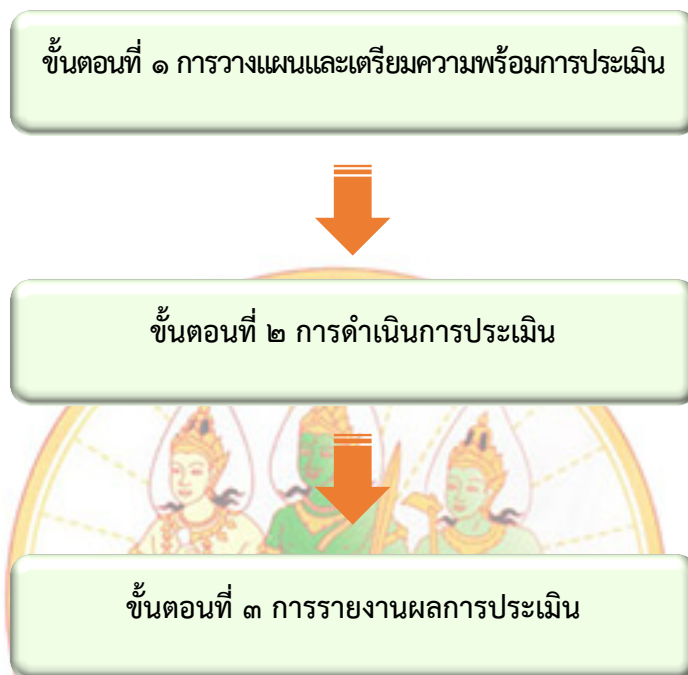 ขั้นตอนที่ ๑ การวางแผนและเตรียมความพร้อมการประเมิน
ขั้นตอนที่ ๒ การดำเนินการประเมิน
ขั้นตอนที่ ๓ การรายงานผลการประเมิน